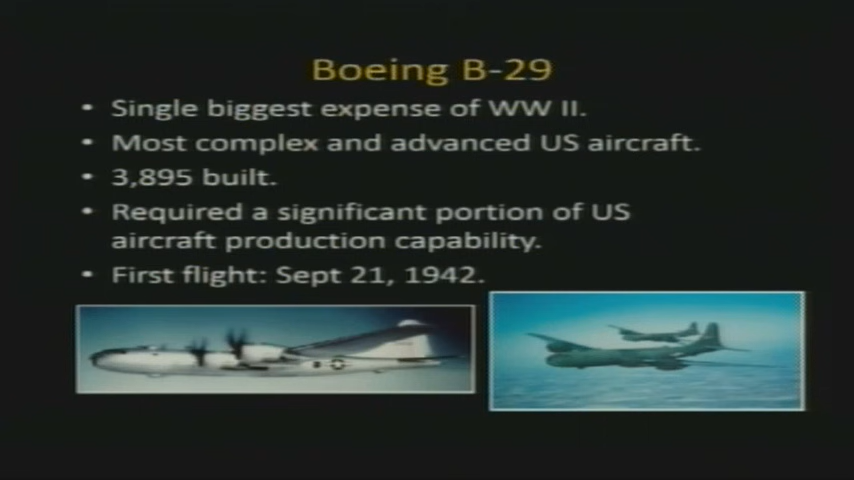 Boeing B-29
• Single biggest expense of WW II.
• Most complex and advanced US aircraft.
• 3,895 built.
• Required a significant portion of US
aircraft production capability.
• First flight: Sept 21, 1942.